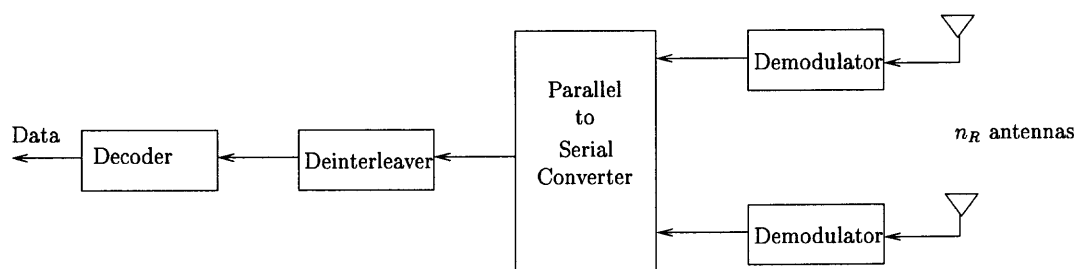 Data
Decoder
Deinterleaver
Parallel
to
Serial
Converter
Demodulator
n_R antennas
Demodulator